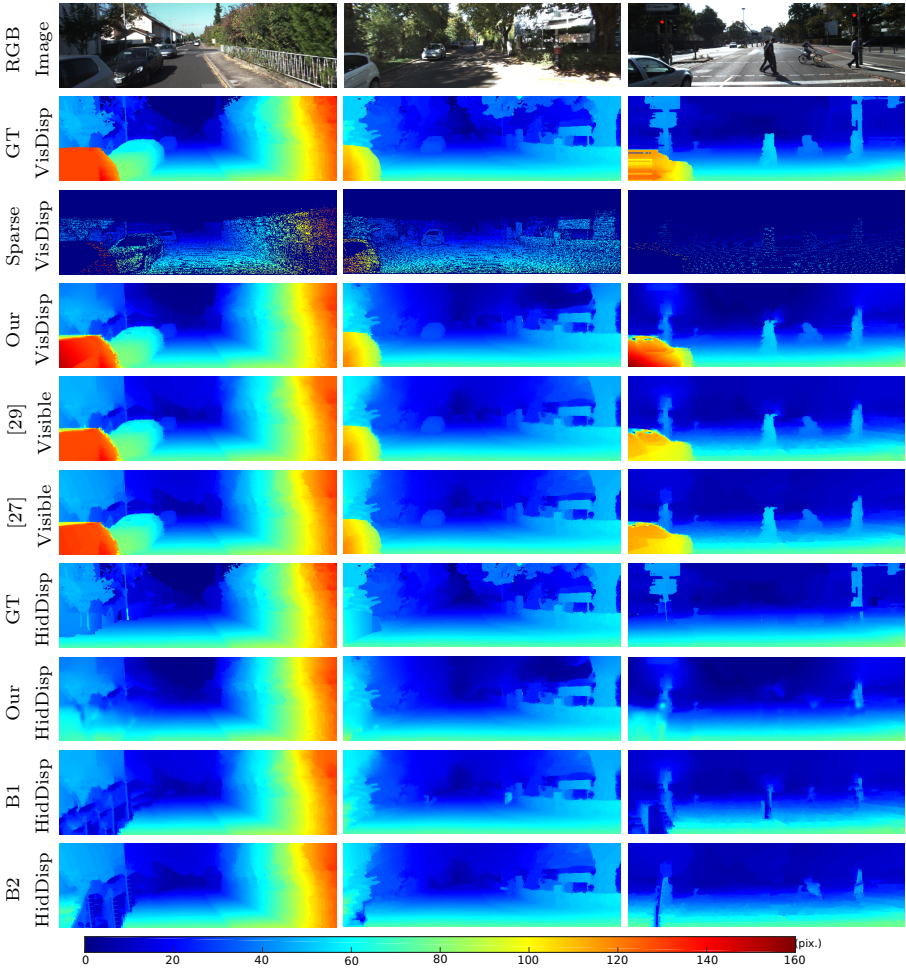 RGB
Image
GT
VisDisp
Sparse
VisDisp
Our
VisDisp
[29]
Visible
[27]
Visible
GT
HidDisp
Our
HidDisp
B1
HidDisp
B2
HidDisp
0 20 40 60 80 100 120 140 160 (pix.)